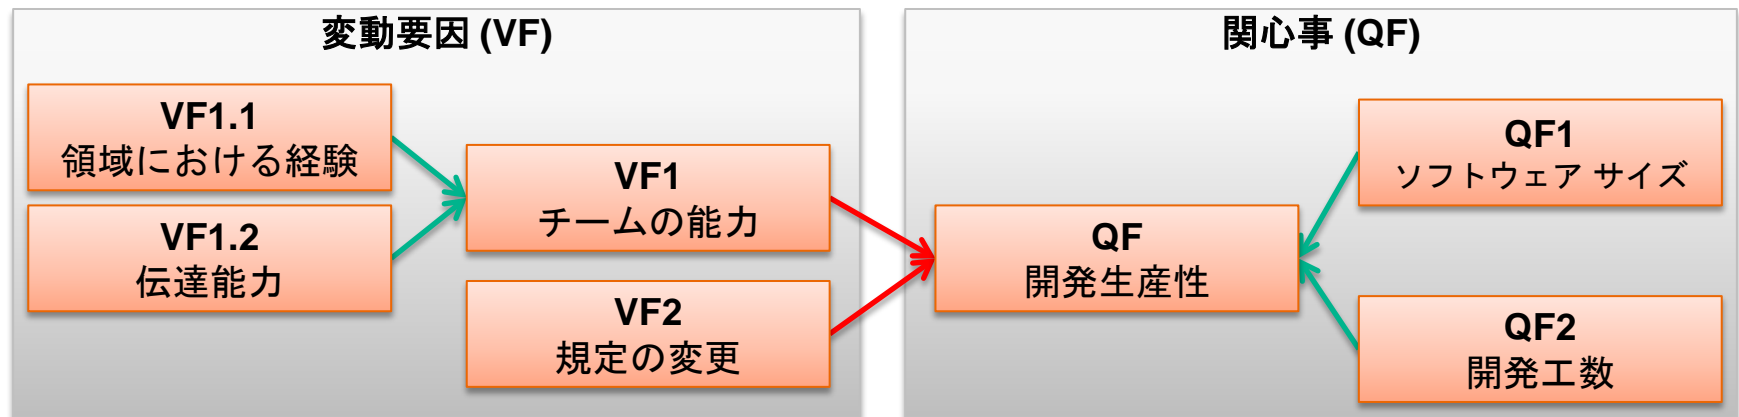 変動要因 (VF)
VF1.1
領域における経験
VF1.2
伝達能力
VF1
チームの能力
VF2
規定の変更
関心事 (QF)
QF
開発生産性
QF1
ソフトウェア サイズ
QF2
開発工数